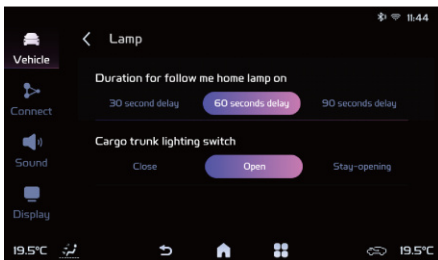 11:44
Vehicle
Lamp
Duration for follow me home lamp on
30 second delay 60 seconds delay 90 seconds delay
Connect
Cargo trunk lighting switch
Close Open Stay-opening
Sound
Display
19.5°C 19.5°C